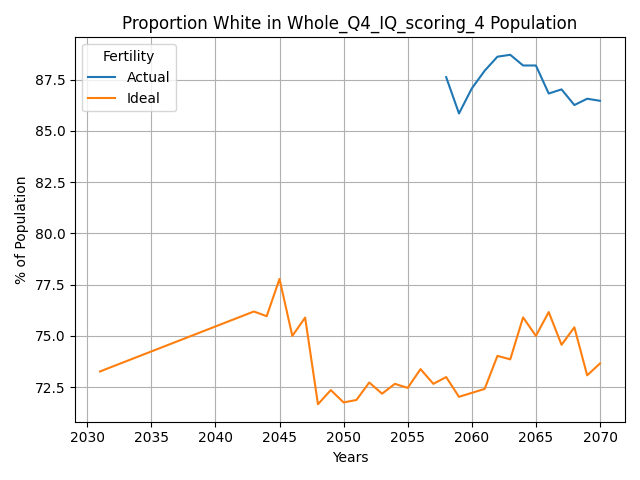 Proportion White in Whole_Q4_IQ_scoring_4 Population
Fertility
Actual
Ideal
% of Population
87.5
85.0
82.5
80.0
77.5
75.0
72.5
2030 2035 2040 2045 2050 2055 2060 2065 2070
Years